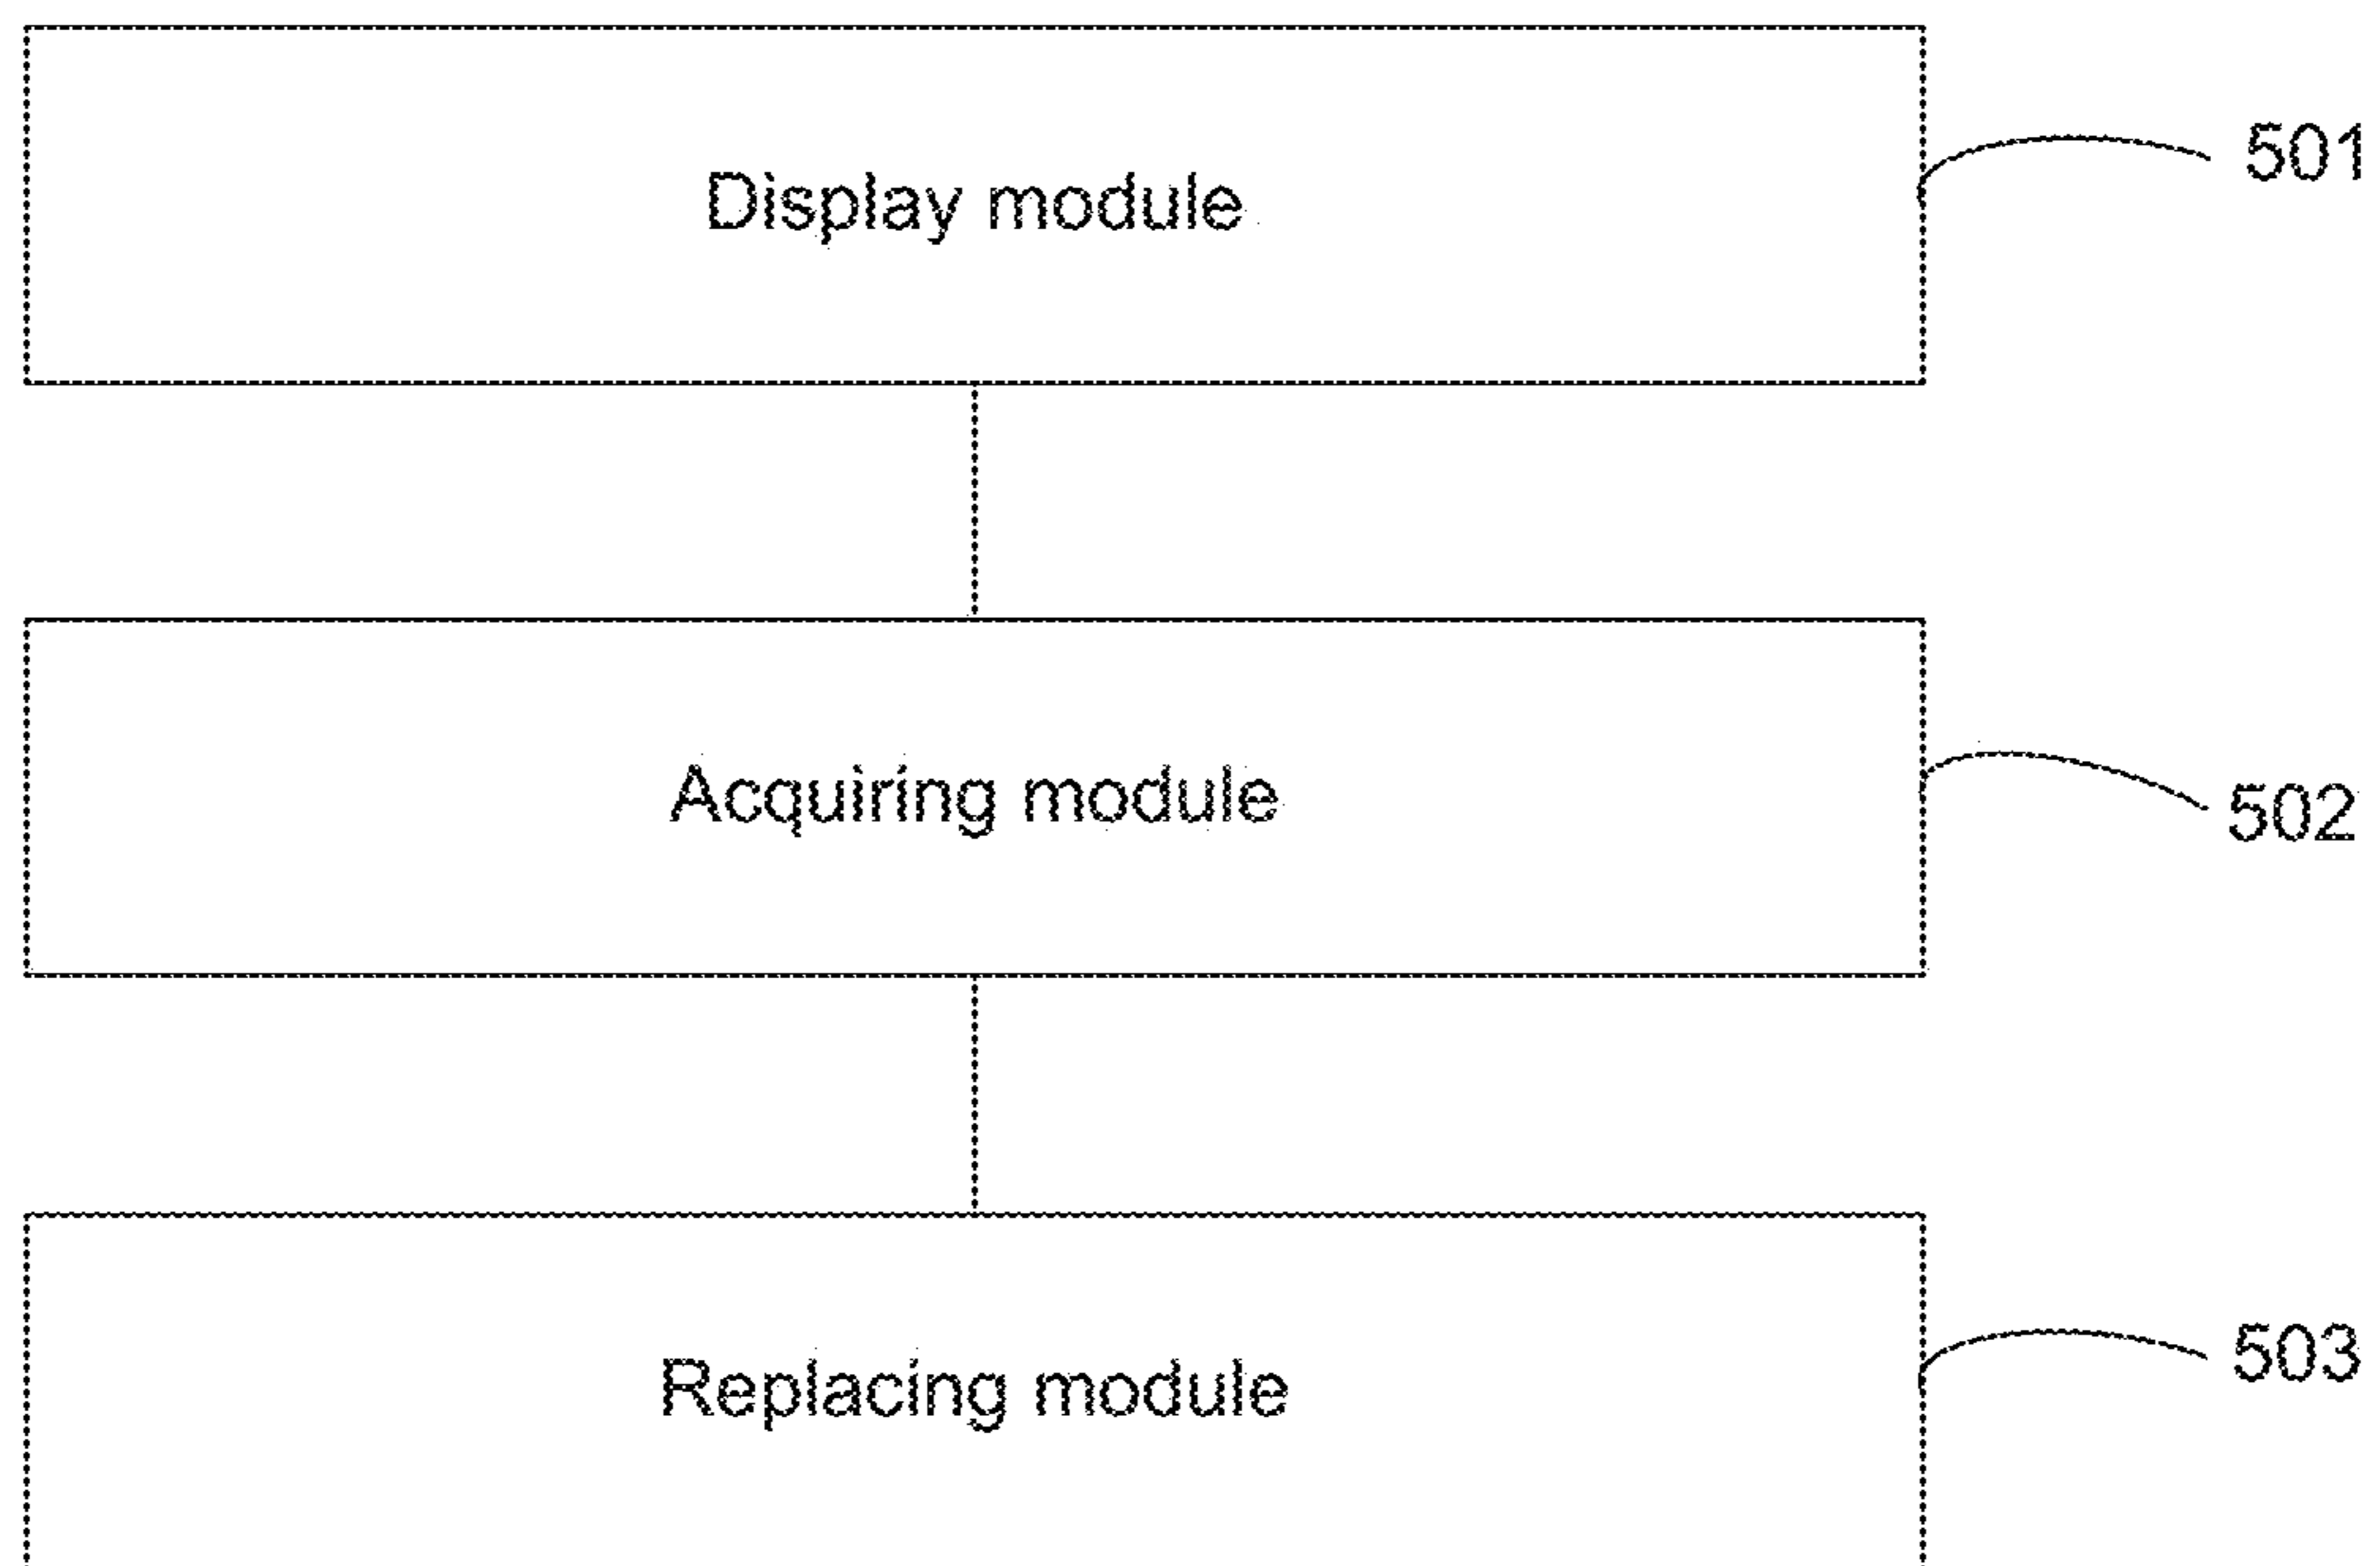 Display module
501
Acquiring module
502
Replacing module
503